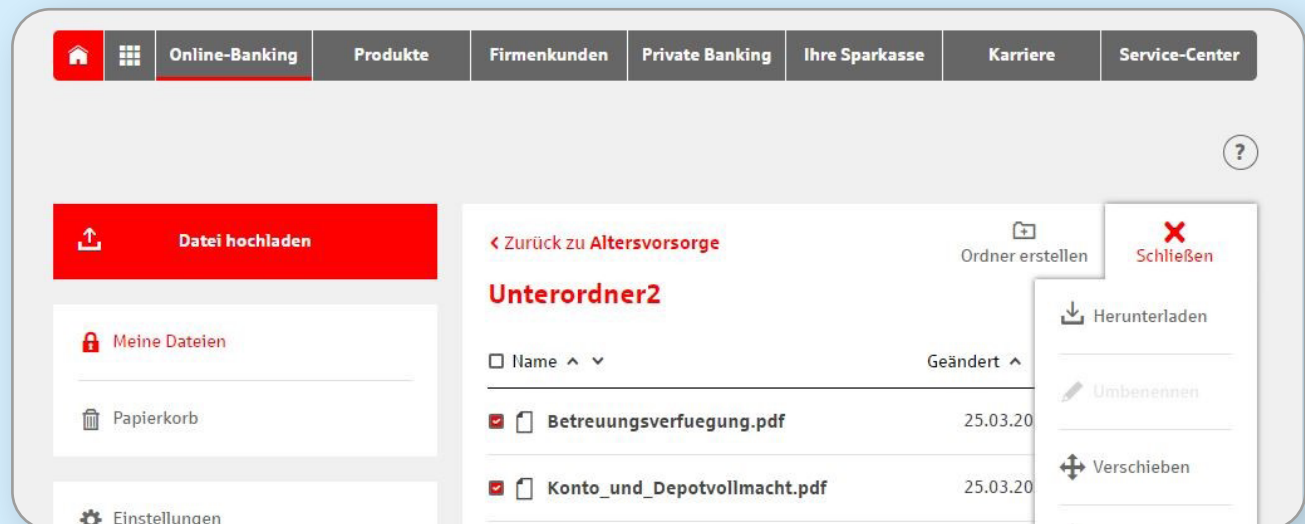 Online-Banking Produkte Firmenkunden Private Banking Ihre Sparkasse Karriere Service-Center
?
Datei hochladen
Meine Dateien
Papierkorb
Einstellungen
Zurück zu Altersvorsorge
Ordner erstellen
Schließen
Unterordner2
Herunterladen
Umbenennen
Verschieben
Name Geändert
Betreuungsverfuegung.pdf 25.03.20
Konto_und_Depotvollmacht.pdf 25.03.20